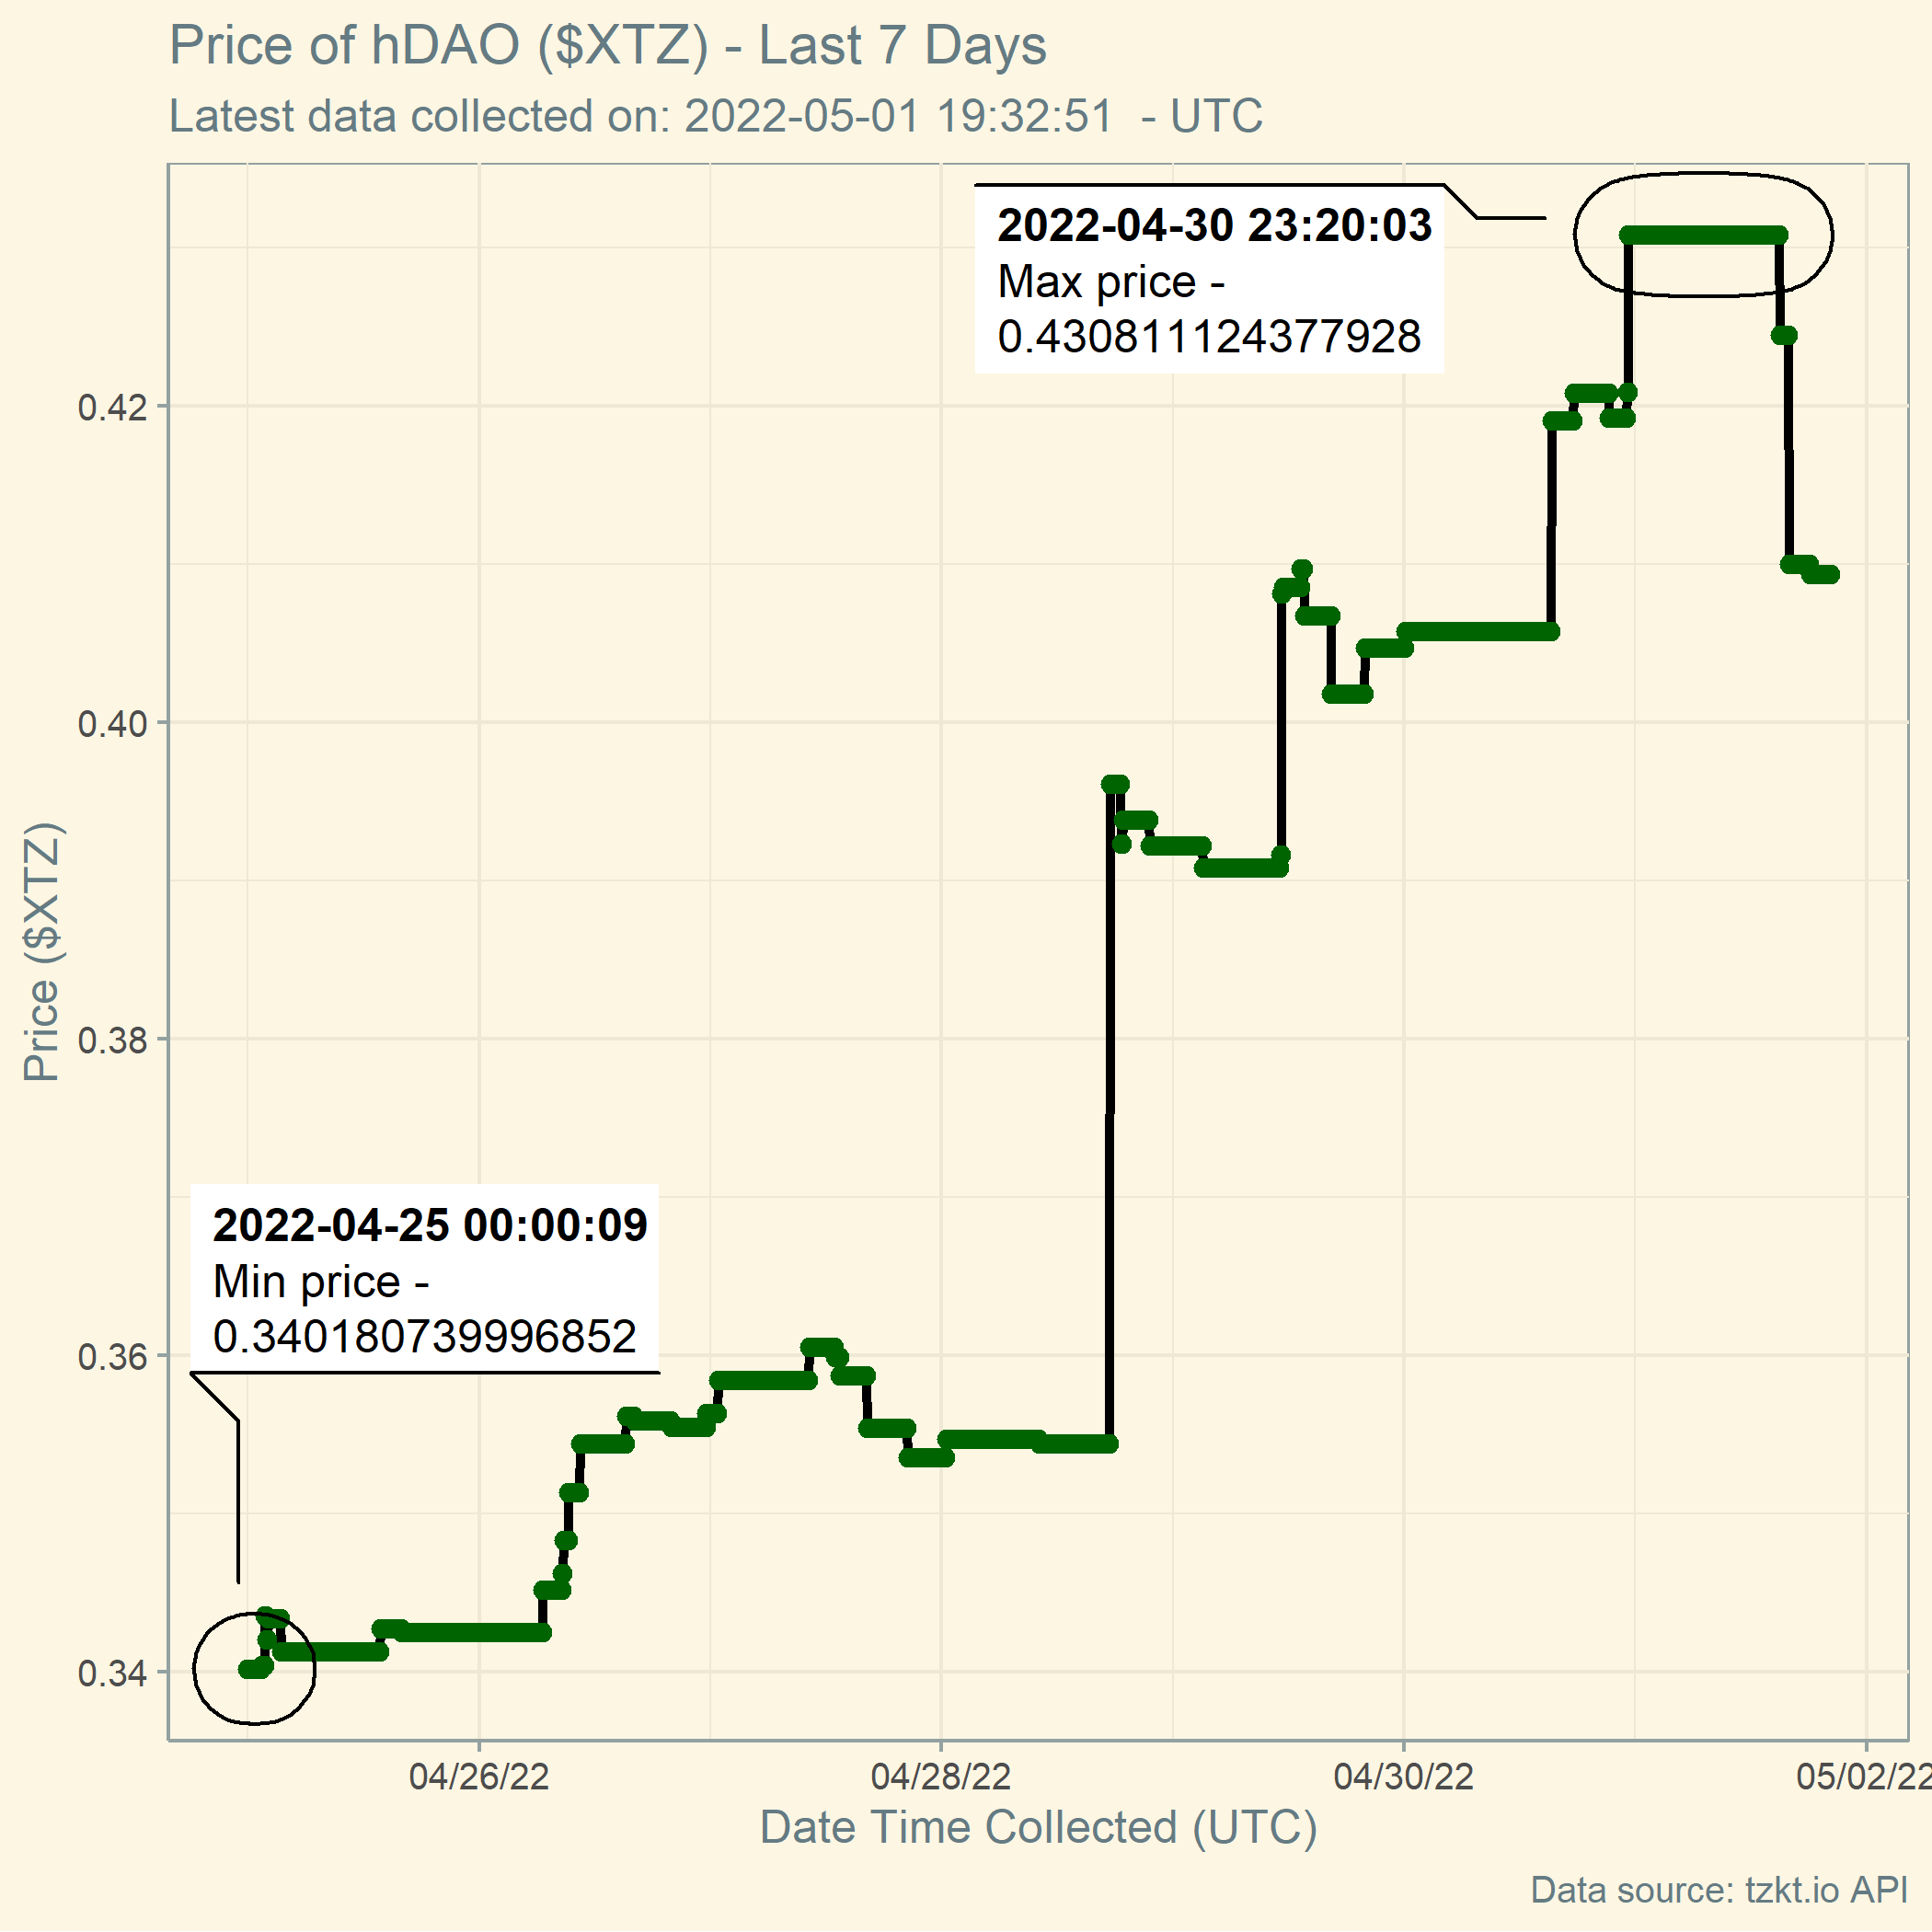 Price of hDAO ($XTZ) - Last 7 Days
Latest data collected on: 2022-05-01 19:32:51  - UTC
2022-04-30 23:20:03
Max price -
0.430811124377928
0.42
0.40
0.38
0.36
0.34
Price ($XTZ)
2022-04-25 00:00:09
Min price -
0.340180739996852
04/26/22
04/28/22
04/30/22
05/02/22
Date Time Collected (UTC)
Data source: tzkt.io API